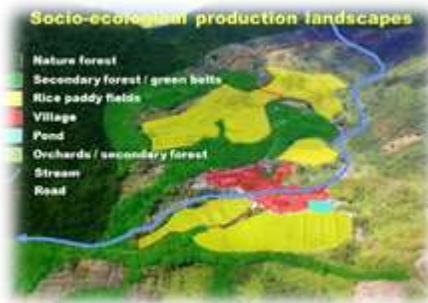 Socio-ecological production landscapes
Nature forest
Secondary forest / green belts
Rice paddy fields
Village
Pond
Orchards / secondary forest
Stream
Road